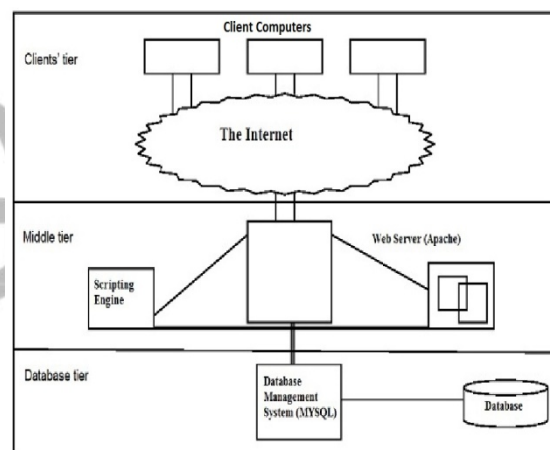 Client Computers
Clients' tier
The Internet
Middle tier
Web Server (Apache)
Scripting
Engine
Database tier
Database
Management
System (MYSQL)
Database